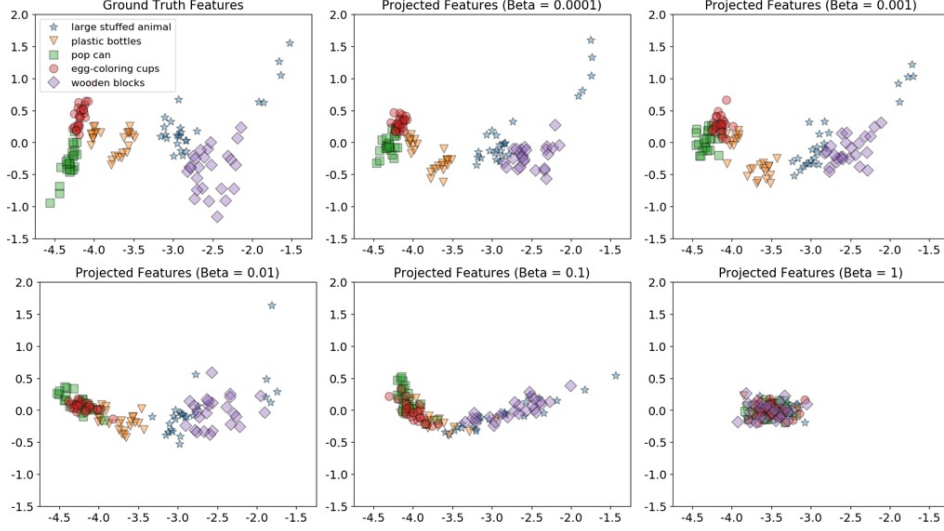 Ground Truth Features
Projected Features (Beta = 0.0001)
Projected Features (Beta = 0.001)
large stuffed animal
plastic bottles
pop can
egg-coloring cups
wooden blocks
2.0
1.5
1.0
0.5
0.0
-0.5
-1.0
-1.5
-4.5 -4.0 -3.5 -3.0 -2.5 -2.0 -1.5
2.0
1.5
1.0
0.5
0.0
-0.5
-1.0
-1.5
-4.5 -4.0 -3.5 -3.0 -2.5 -2.0 -1.5
2.0
1.5
1.0
0.5
0.0
-0.5
-1.0
-1.5
-4.5 -4.0 -3.5 -3.0 -2.5 -2.0 -1.5
Projected Features (Beta = 0.01)
Projected Features (Beta = 0.1)
Projected Features (Beta = 1)
2.0
1.5
1.0
0.5
0.0
-0.5
-1.0
-1.5
-4.5 -4.0 -3.5 -3.0 -2.5 -2.0 -1.5
2.0
1.5
1.0
0.5
0.0
-0.5
-1.0
-1.5
-4.5 -4.0 -3.5 -3.0 -2.5 -2.0 -1.5
2.0
1.5
1.0
0.5
0.0
-0.5
-1.0
-1.5
-4.5 -4.0 -3.5 -3.0 -2.5 -2.0 -1.5